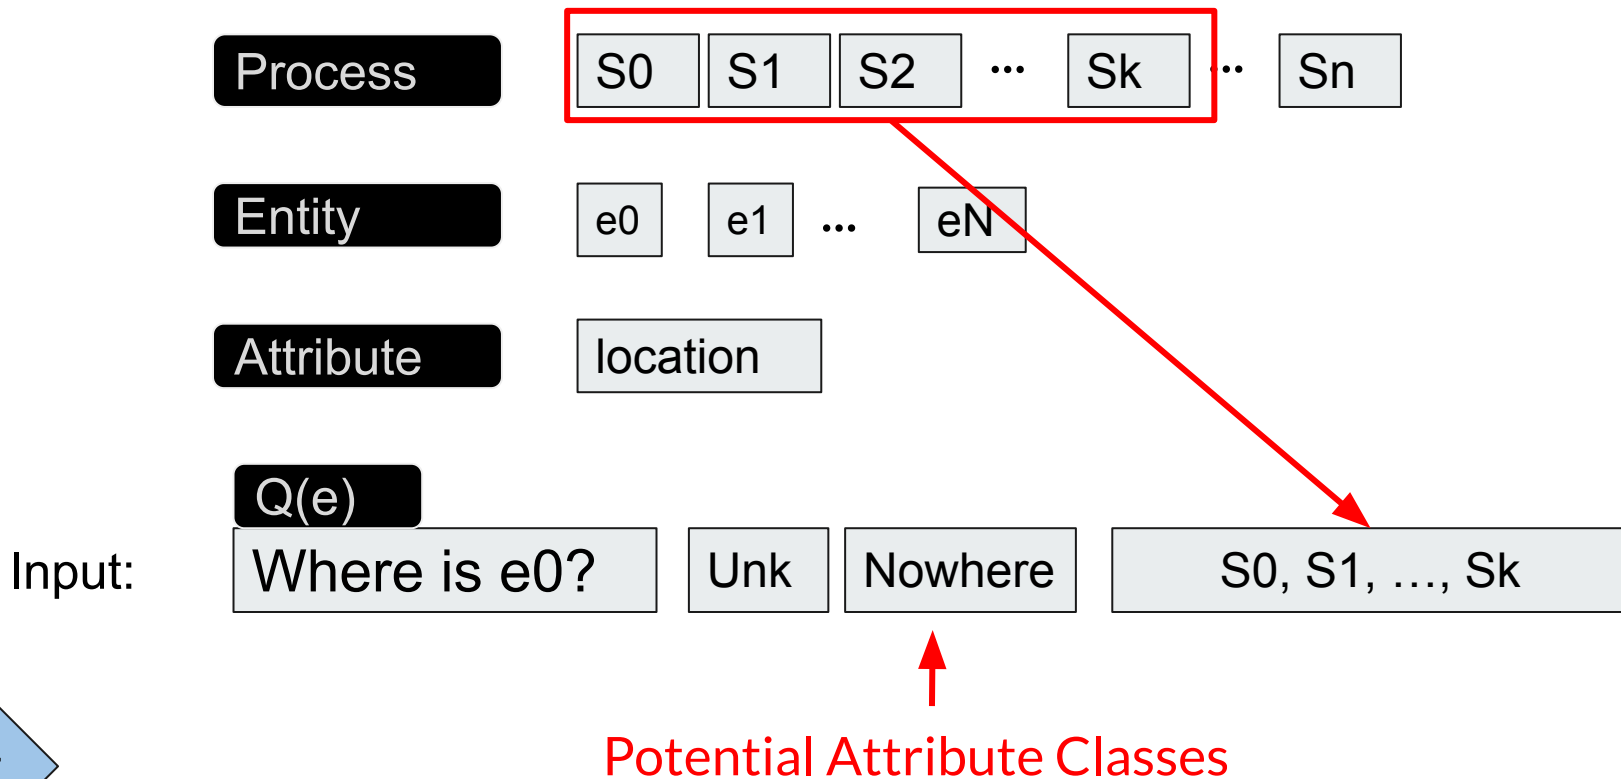 Process S0 S1 S2 ... Sk ... Sn
Entity e0 e1 ... eN
Attribute location
Q(e)
Input: Where is e0? Unk Nowhere S0, S1, ..., Sk
Potential Attribute Classes